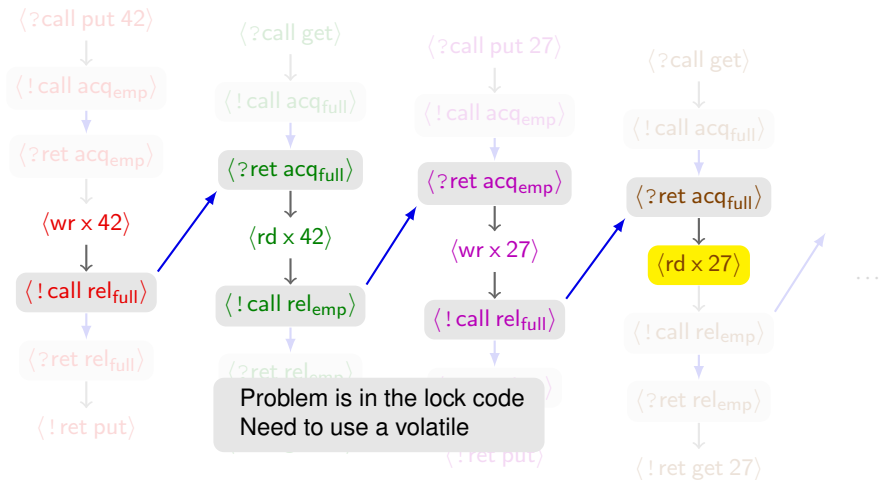 ⟨?call put 42⟩
⟨!call acq_emp⟩
⟨?ret acq_emp⟩
⟨wr x 42⟩
⟨!call rel_full⟩
⟨?ret rel_full⟩
⟨!ret put⟩
⟨?call get⟩
⟨!call acq_full⟩
⟨?ret acq_full⟩
⟨rd x 42⟩
⟨!call rel_emp⟩
⟨?ret rel_emp⟩
⟨?call put 27⟩
⟨!call acq_emp⟩
⟨?ret acq_emp⟩
⟨wr x 27⟩
⟨!call rel_full⟩
⟨!ret put⟩
⟨?call get⟩
⟨!call acq_full⟩
⟨?ret acq_full⟩
⟨rd x 27⟩
⟨!call rel_emp⟩
⟨?ret rel_emp⟩
⟨!ret get 27⟩
...
Problem is in the lock code
Need to use a volatile